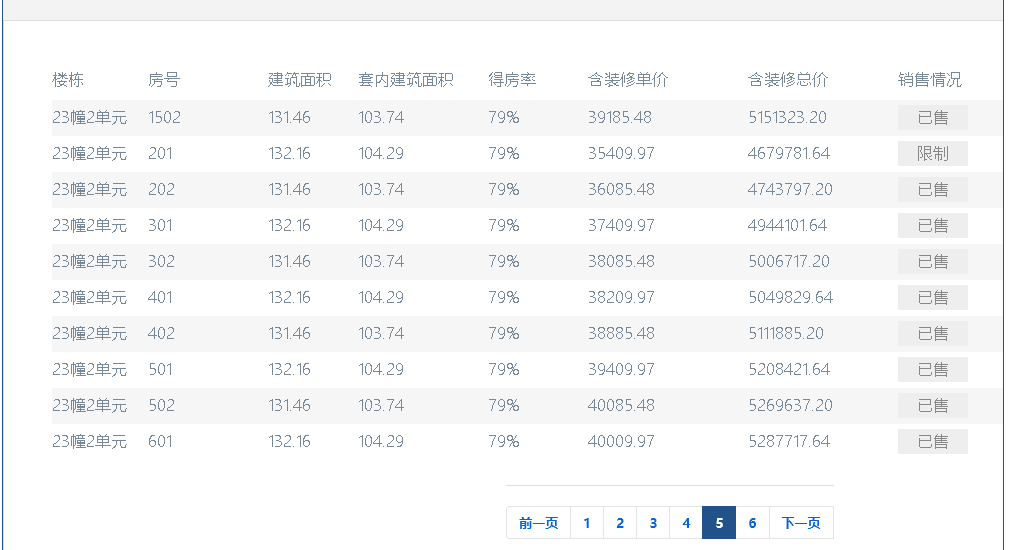 楼栋 房号 建筑面积 套内建筑面积 得房率 含装修单价 含装修总价 销售情况
23幢2单元 1502 131.46 103.74 79% 39185.48 5151323.20 已售
23幢2单元 201 132.16 104.29 79% 35409.97 4679781.64 限制
23幢2单元 202 131.46 103.74 79% 36085.48 4743797.20 已售
23幢2单元 301 132.16 104.29 79% 37409.97 4944101.64 已售
23幢2单元 302 131.46 103.74 79% 38085.48 5006717.20 已售
23幢2单元 401 132.16 104.29 79% 38209.97 5049829.64 已售
23幢2单元 402 131.46 103.74 79% 38885.48 5111885.20 已售
23幢2单元 501 132.16 104.29 79% 39409.97 5208421.64 已售
23幢2单元 502 131.46 103.74 79% 40085.48 5269637.20 已售
23幢2单元 601 132.16 104.29 79% 40009.97 5287717.64 已售
前一页 1 2 3 4 5 6 下一页